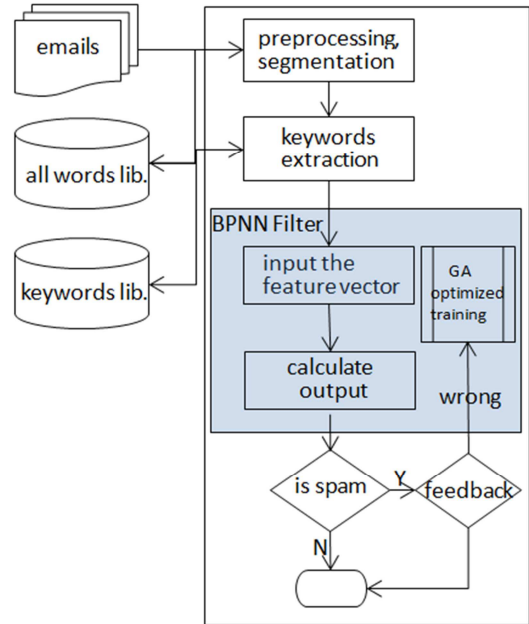 emails
preprocessing,
segmentation
all words lib.
keywords
extraction
keywords lib.
BPNN Filter
input the
feature vector
GA
optimized
training
calculate
output
wrong
is spam
Y
feedback
N